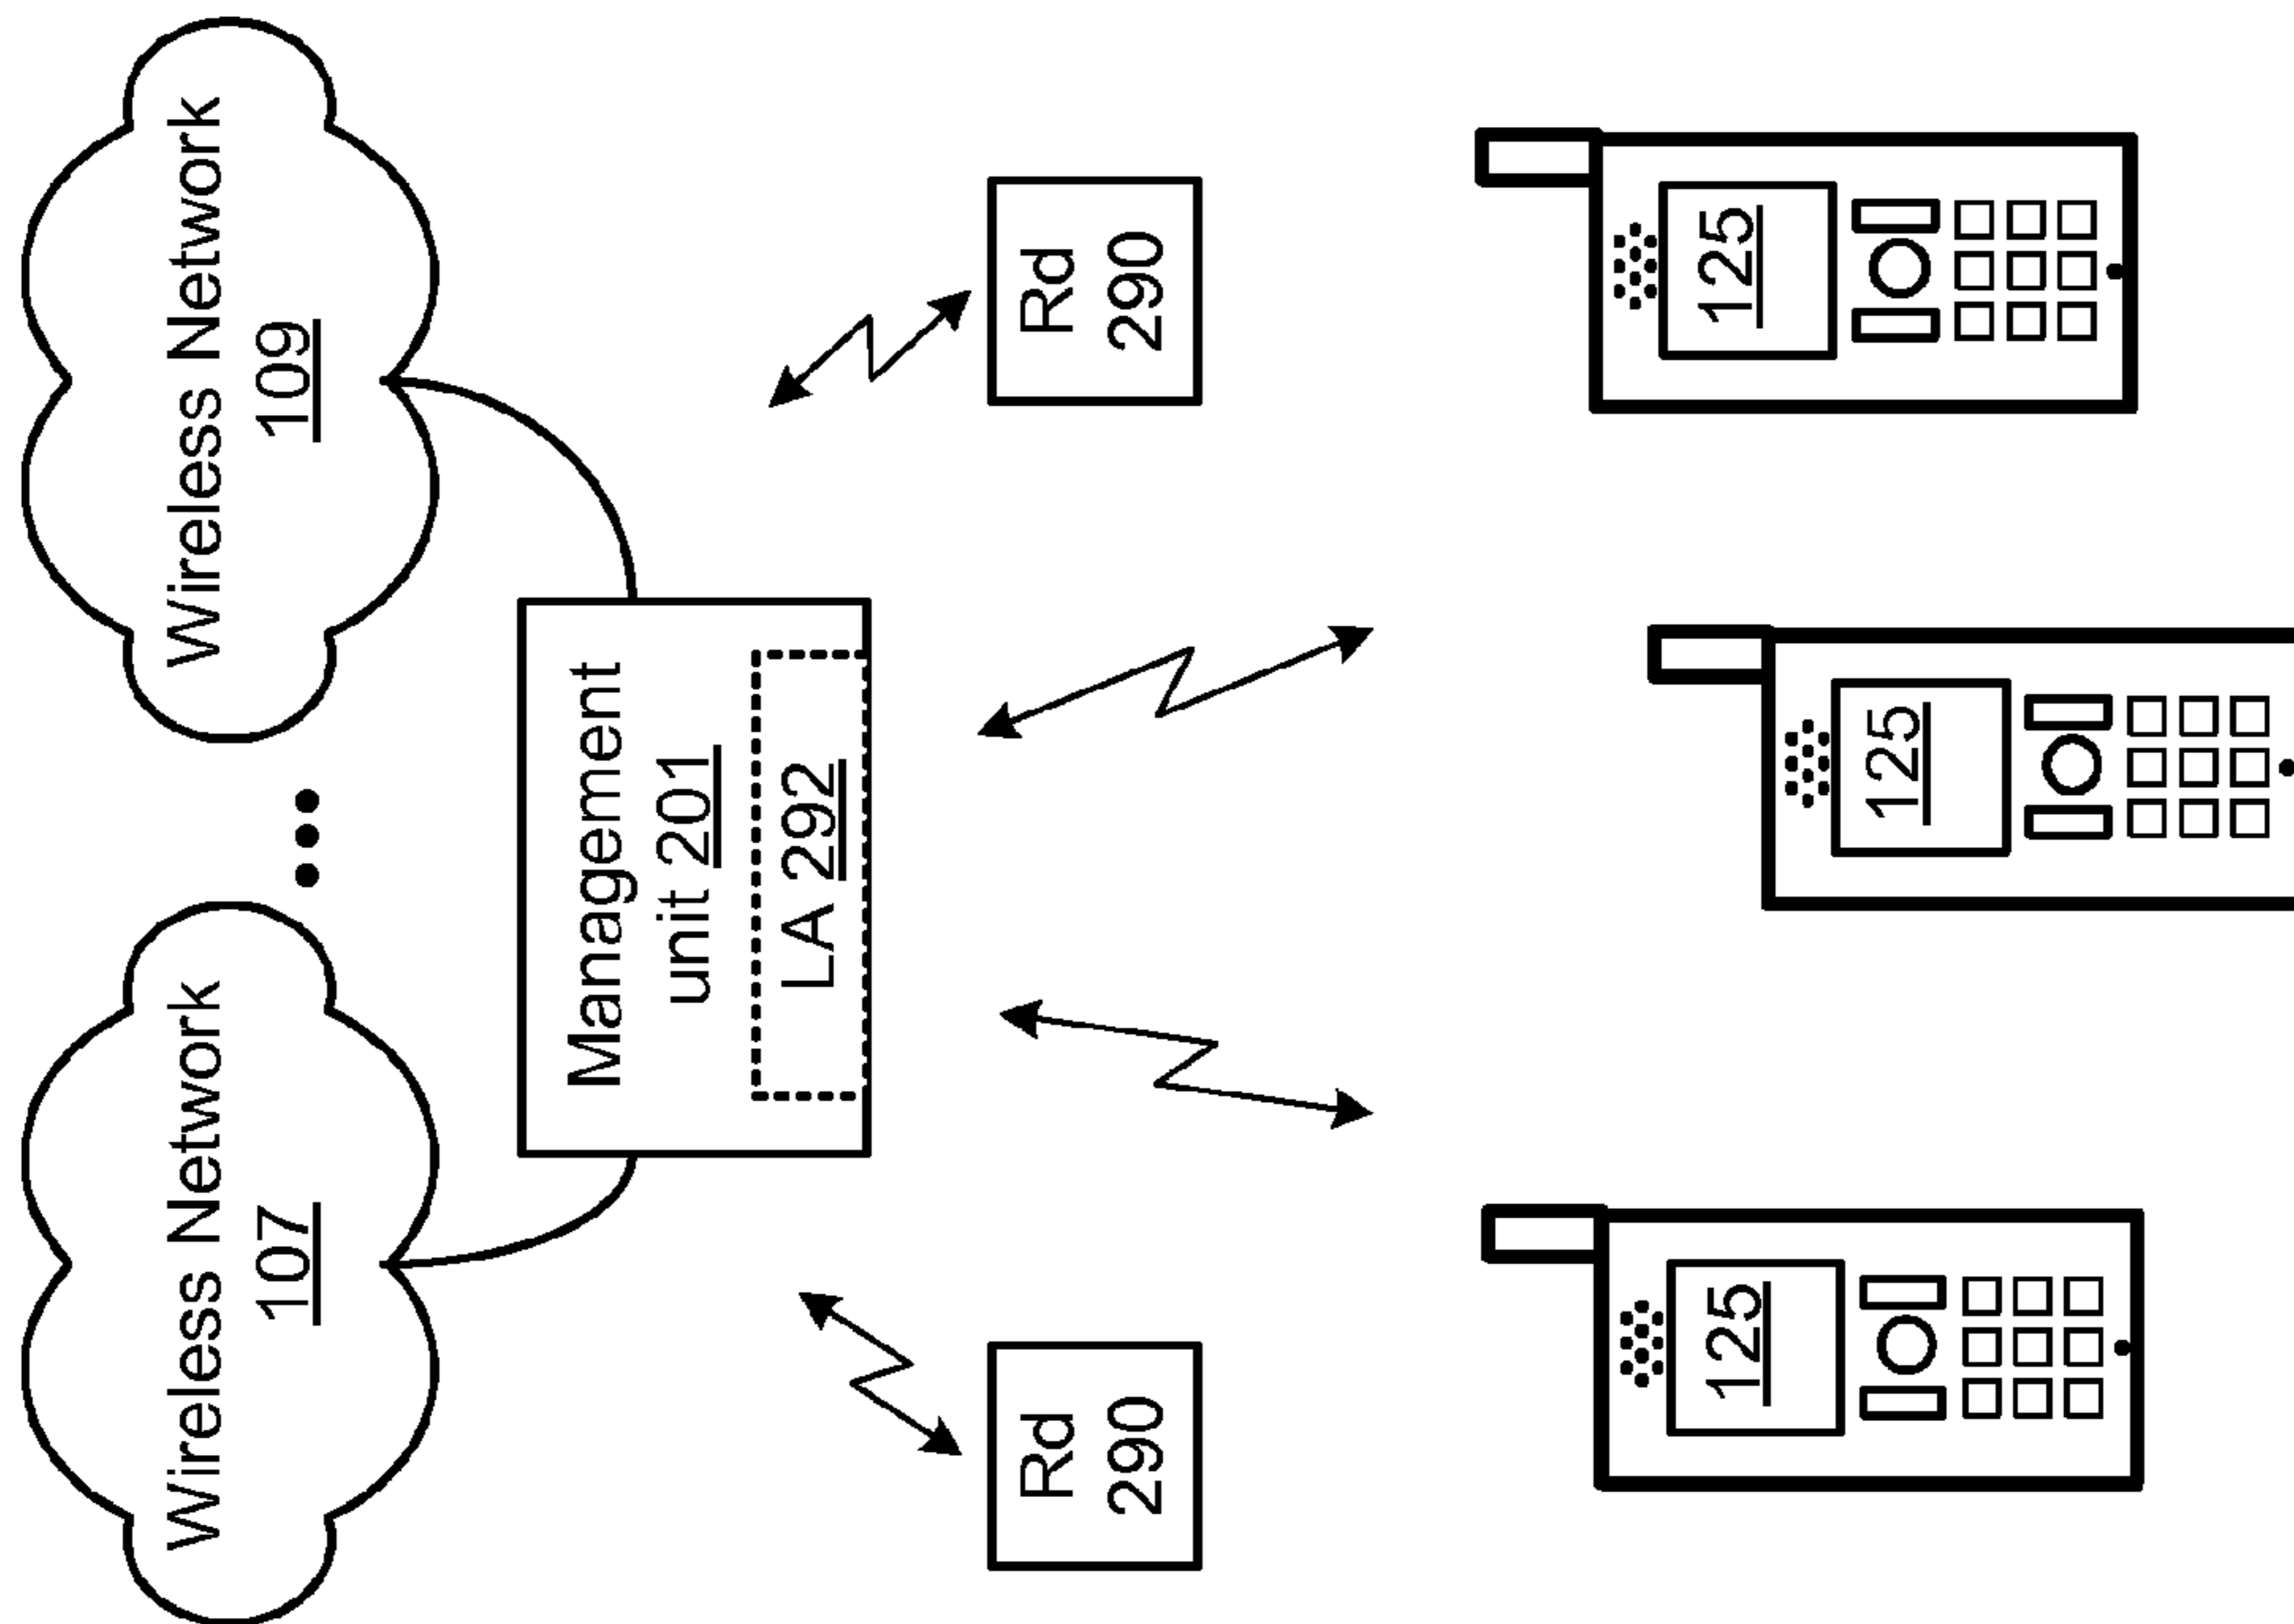 Wireless Network
107
Wireless Network
109
Management
unit 201
LA 292
Rd
290
Rd
290
125
125
125